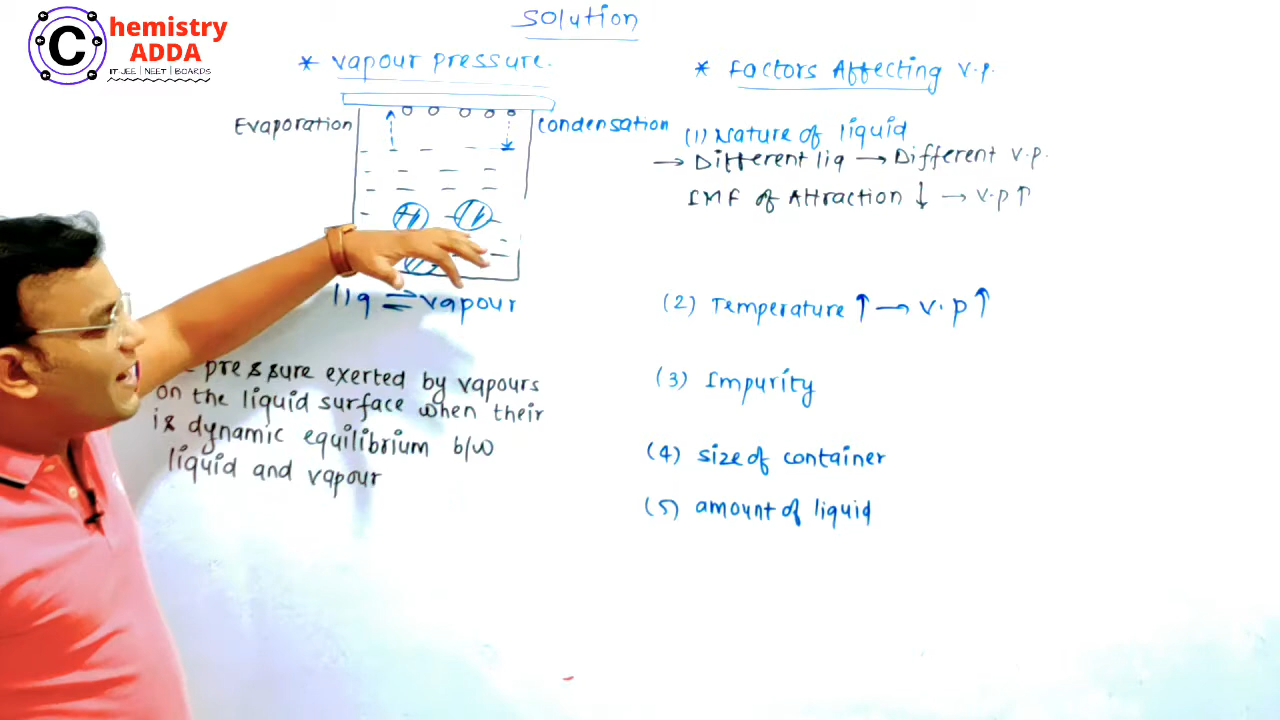 Chemistry
ADDA
IIT JEE | NEET | BOARDS
Solution
* vapour pressure.
Evaporation
Condensation
liq ⇌ vapour
pressure exerted by vapours
on the liquid surface when their
is dynamic equilibrium b/w
liquid and vapour
* Factors Affecting v.p.
(1) Nature of liquid
→ Different liq → Different v.p.
IMF of Attraction ↓ → v.p ↑
(2) Temperature ↑ → v.p ↑
(3) Impurity
(4) size of container
(5) amount of liquid